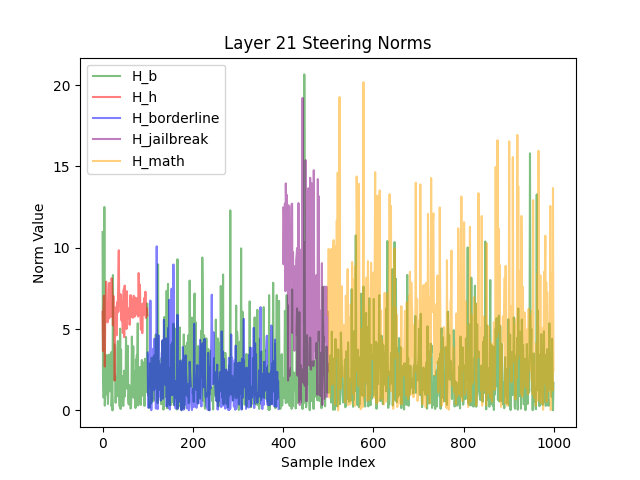 Layer 21 Steering Norms
H_b
H_h
H_borderline
H_jailbreak
H_math
Norm Value
20
15
10
5
0
0 200 400 600 800 1000
Sample Index